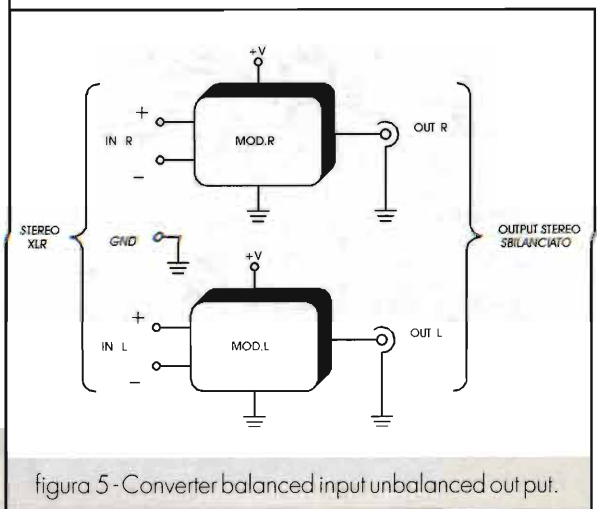 +V
+
IN R
MOD.R
OUT R
−
STEREO
XLR
GND
OUTPUT STEREO
SBILANCIATO
+V
+
IN L
MOD.L
OUT L
−
figura 5 - Converter balanced input unbalanced out put.